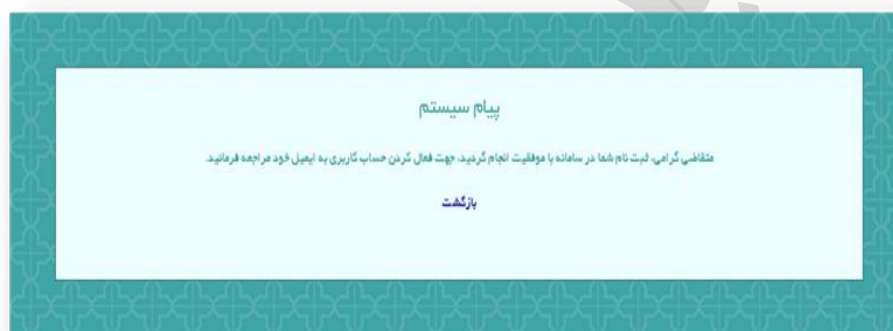 پیام سیستم
متقاضی گرامی، ثبت نام شما در سامانه با موفقیت انجام گردید، جهت فعال کردن حساب کاربری به ایمیل خود مراجعه فرمائید.
بازگشت